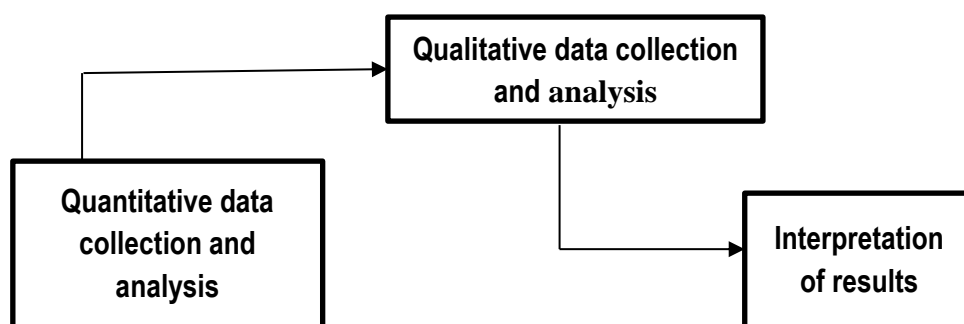 Qualitative data collection
and analysis
Quantitative data
collection and
analysis
Interpretation
of results